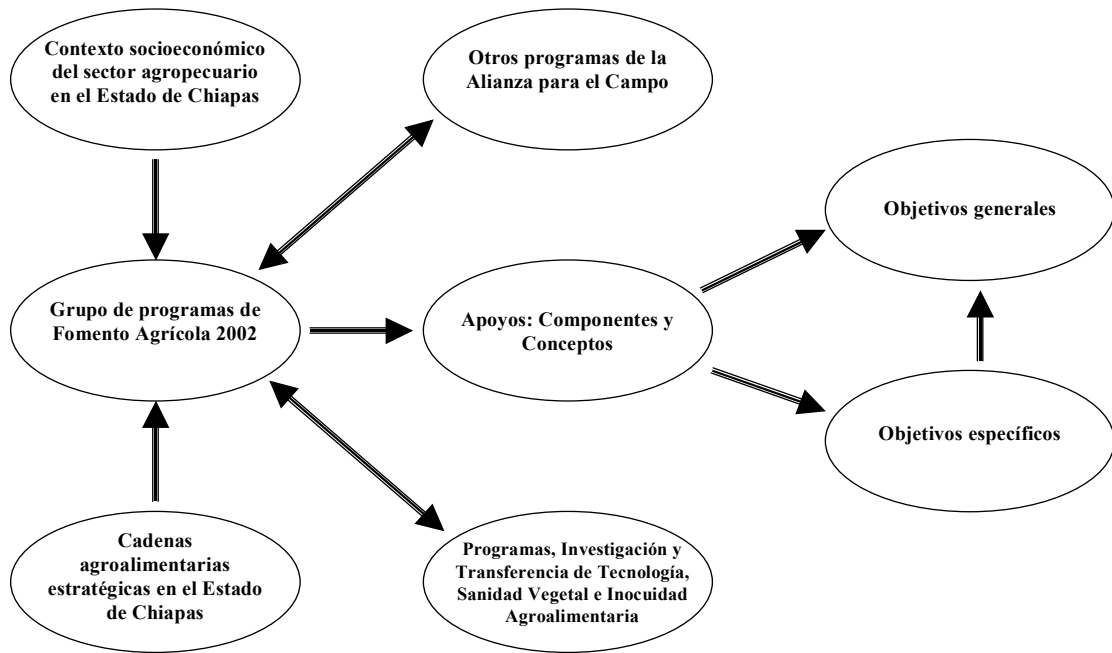 Contexto socioeconómico
del sector agropecuario
en el Estado de Chiapas
Otros programas de la
Alianza para el Campo
Objetivos generales
Grupo de programas de
Fomento Agrícola 2002
Apoyos: Componentes y
Conceptos
Objetivos específicos
Cadenas
agroalimentarias
estratégicas en el Estado
de Chiapas
Programas, Investigación y
Transferencia de Tecnología,
Sanidad Vegetal e Inocuidad
Agroalimentaria